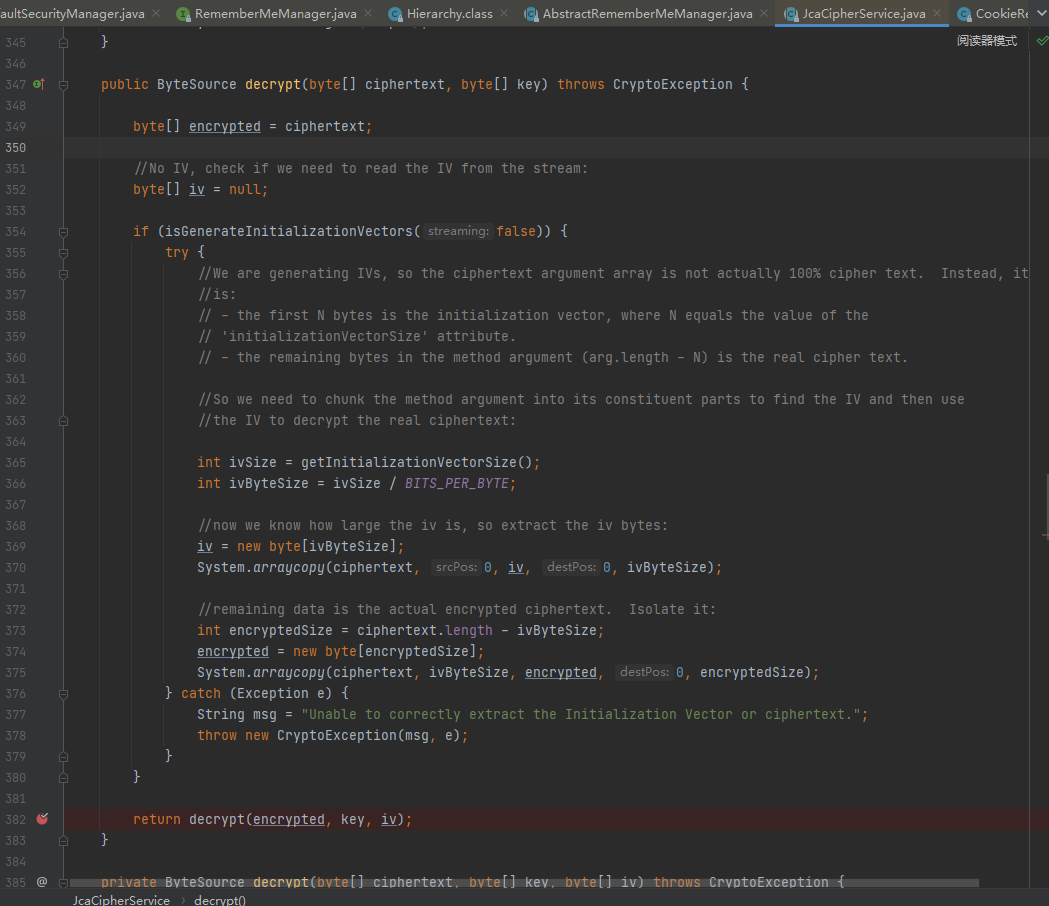 aultSecurityManager.java RememberMeManager.java Hierarchy.class AbstractRememberMeManager.java JcaCipherService.java CookieRe
阅读器模式
345 }
346
347 public ByteSource decrypt(byte[] ciphertext, byte[] key) throws CryptoException {
348
349 byte[] encrypted = ciphertext;
350
351 //No IV, check if we need to read the IV from the stream:
352 byte[] iv = null;
353
354 if (isGenerateInitializationVectors( streaming: false)) {
355 try {
356 //We are generating IVs, so the ciphertext argument array is not actually 100% cipher text.  Instead, it
357 //is:
358 // - the first N bytes is the initialization vector, where N equals the value of the
359 // 'initializationVectorSize' attribute.
360 // - the remaining bytes in the method argument (arg.length - N) is the real cipher text.
361
362 //So we need to chunk the method argument into its constituent parts to find the IV and then use
363 //the IV to decrypt the real ciphertext:
364
365 int ivSize = getInitializationVectorSize();
366 int ivByteSize = ivSize / BITS_PER_BYTE;
367
368 //now we know how large the iv is, so extract the iv bytes:
369 iv = new byte[ivByteSize];
370 System.arraycopy(ciphertext, srcPos: 0, iv, destPos: 0, ivByteSize);
371
372 //remaining data is the actual encrypted ciphertext.  Isolate it:
373 int encryptedSize = ciphertext.length - ivByteSize;
374 encrypted = new byte[encryptedSize];
375 System.arraycopy(ciphertext, ivByteSize, encrypted, destPos: 0, encryptedSize);
376 } catch (Exception e) {
377 String msg = "Unable to correctly extract the Initialization Vector or ciphertext.";
378 throw new CryptoException(msg, e);
379 }
380 }
381
382 return decrypt(encrypted, key, iv);
383 }
384
385 @ private ByteSource decrypt(byte[] ciphertext, byte[] key, byte[] iv) throws CryptoException {
JcaCipherService › decrypt()